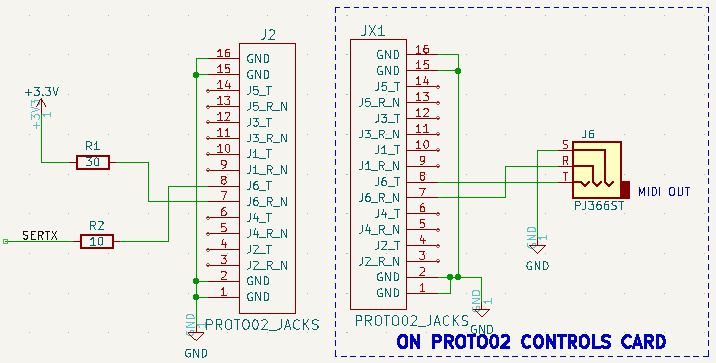 J2
16 GND
15 GND
14 J5_T
13 J5_R_N
12 J3_T
11 J3_R_N
10 J1_T
9 J1_R_N
8 J6_T
7 J6_R_N
6 J4_T
5 J4_R_N
4 J2_T
3 J2_R_N
2 GND
1 GND
PROTO02_JACKS
+3.3V
+3V3
1
R1
30
R2
10
SERTX
GND
1
GND
JX1
GND 16
GND 15
J5_T 14
J5_R_N 13
J3_T 12
J3_R_N 11
J1_T 10
J1_R_N 9
J6_T 8
J6_R_N 7
J4_T 6
J4_R_N 5
J2_T 4
J2_R_N 3
GND 2
GND 1
PROTO02_JACKS
GND
1
GND
J6
S
R
T
PJ366ST
MIDI OUT
GND
1
GND
ON PROTO02 CONTROLS CARD